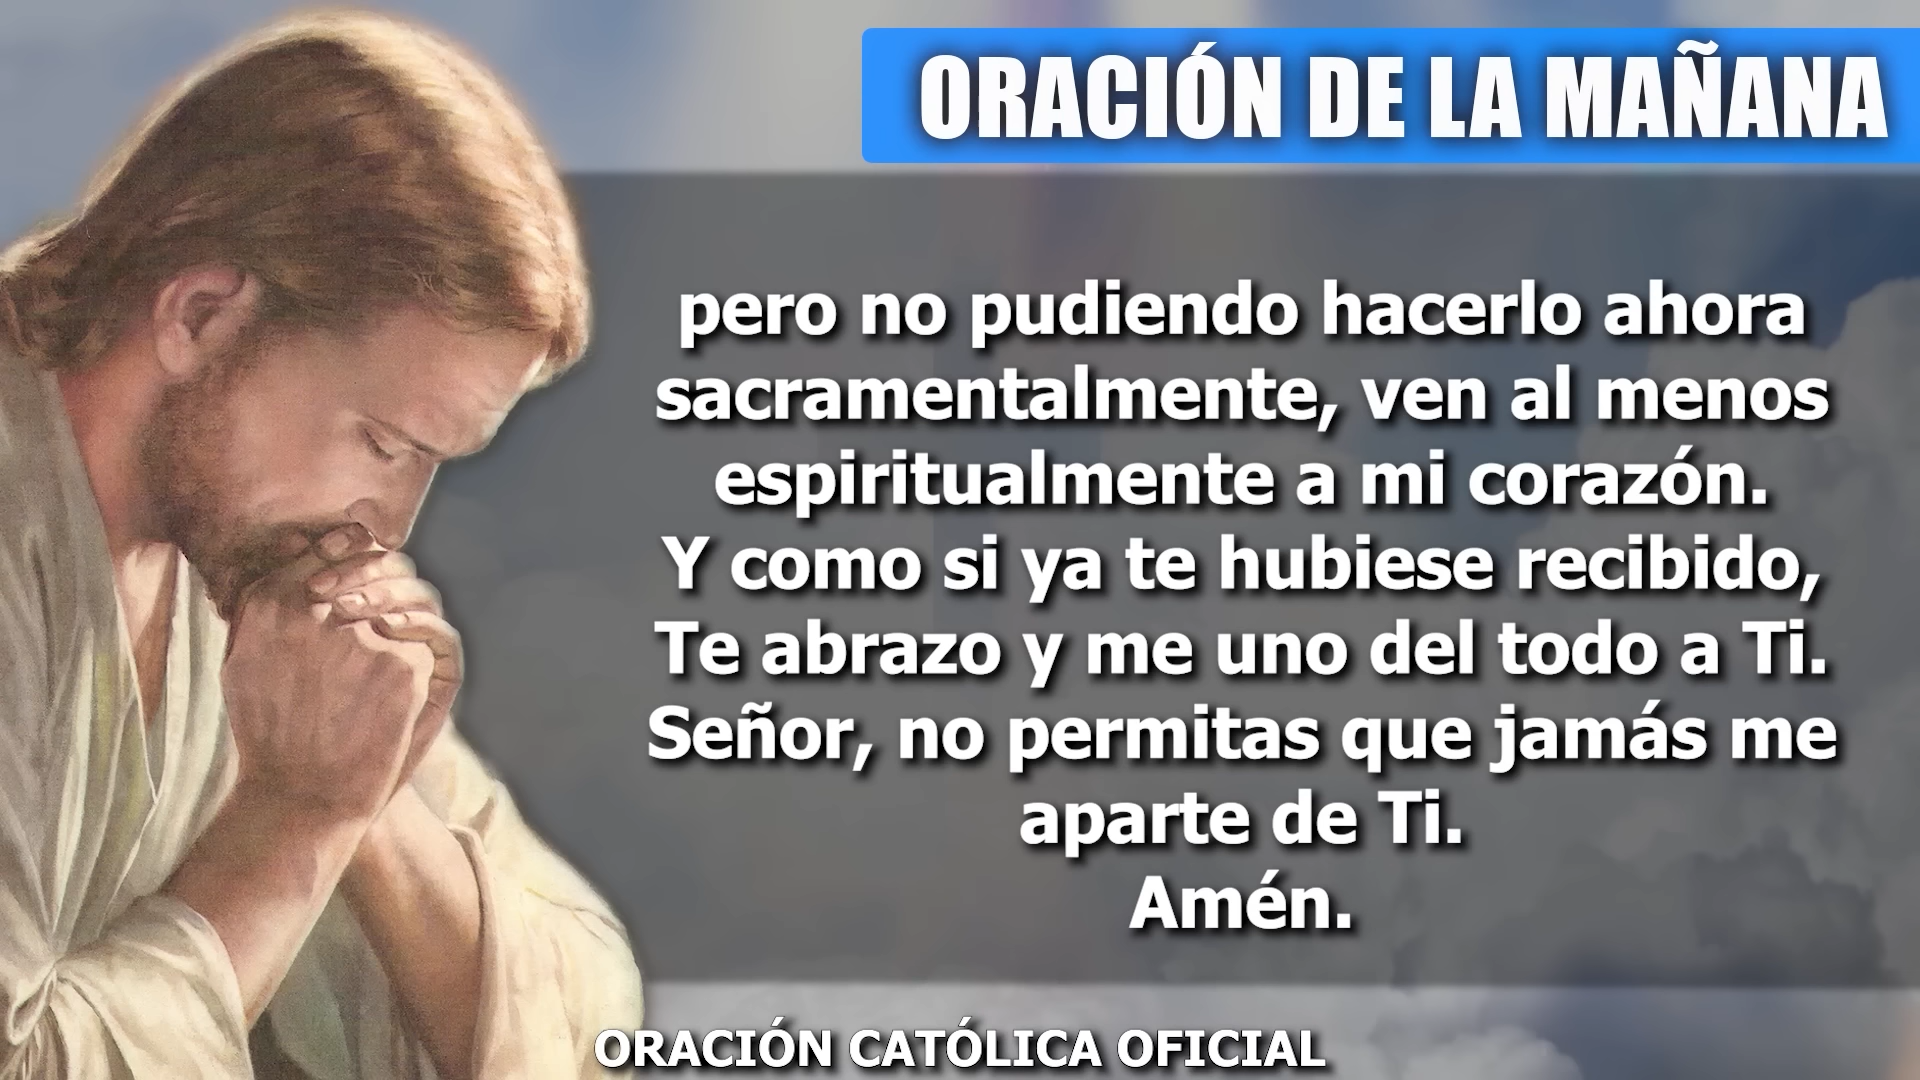 ORACIÓN DE LA MAÑANA
pero no pudiendo hacerlo ahora
sacramentalmente, ven al menos
espiritualmente a mi corazón.
Y como si ya te hubiese recibido,
Te abrazo y me uno del todo a Ti.
Señor, no permitas que jamás me
aparte de Ti.
Amén.
ORACIÓN CATÓLICA OFICIAL